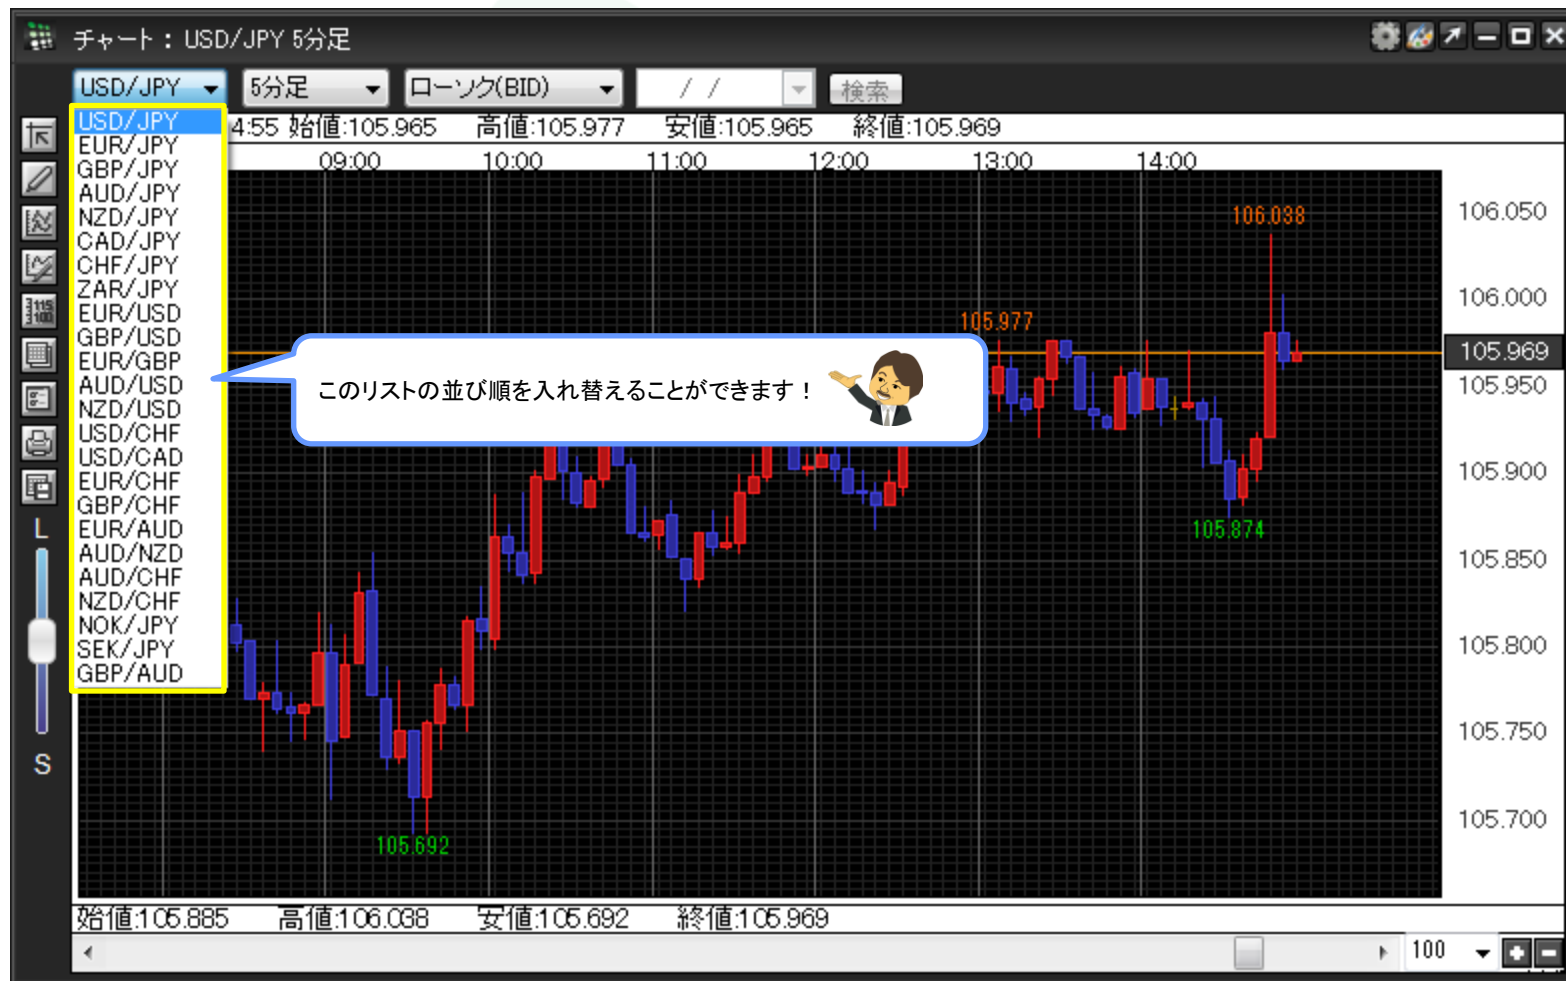 チャート：USD/JPY 5分足
USD/JPY 5分足 ローソク(BID) / / 検索
4:55 始値:105.965 高値:105.977 安値:105.965 終値:105.969
09:00 10:00 11:00 12:00 13:00 14:00
USD/JPY
EUR/JPY
GBP/JPY
AUD/JPY
NZD/JPY
CAD/JPY
CHF/JPY
ZAR/JPY
EUR/USD
GBP/USD
EUR/GBP
AUD/USD
NZD/USD
USD/CHF
USD/CAD
EUR/CHF
GBP/CHF
EUR/AUD
AUD/NZD
AUD/CHF
NZD/CHF
NOK/JPY
SEK/JPY
GBP/AUD
115
100
L
S
このリストの並び順を入れ替えることができます！
106.038
105.977
105.874
105.692
106.050
106.000
105.969
105.950
105.900
105.850
105.800
105.750
105.700
始値:105.885 高値:106.038 安値:105.692 終値:105.969
100